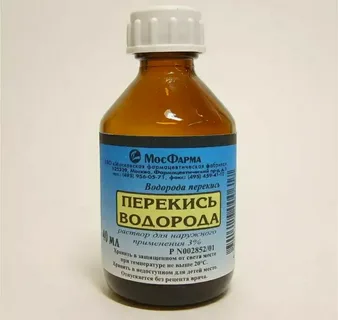 МосФарма
Водорода перекись
ПЕРЕКИСЬ
ВОДОРОДА
40 мл
раствор для наружного
применения 3%
Р N002852/01
Хранить в защищенном от света месте
при температуре не выше 20°С.
Хранить в недоступном для детей месте.
Отпускается без рецепта врача.